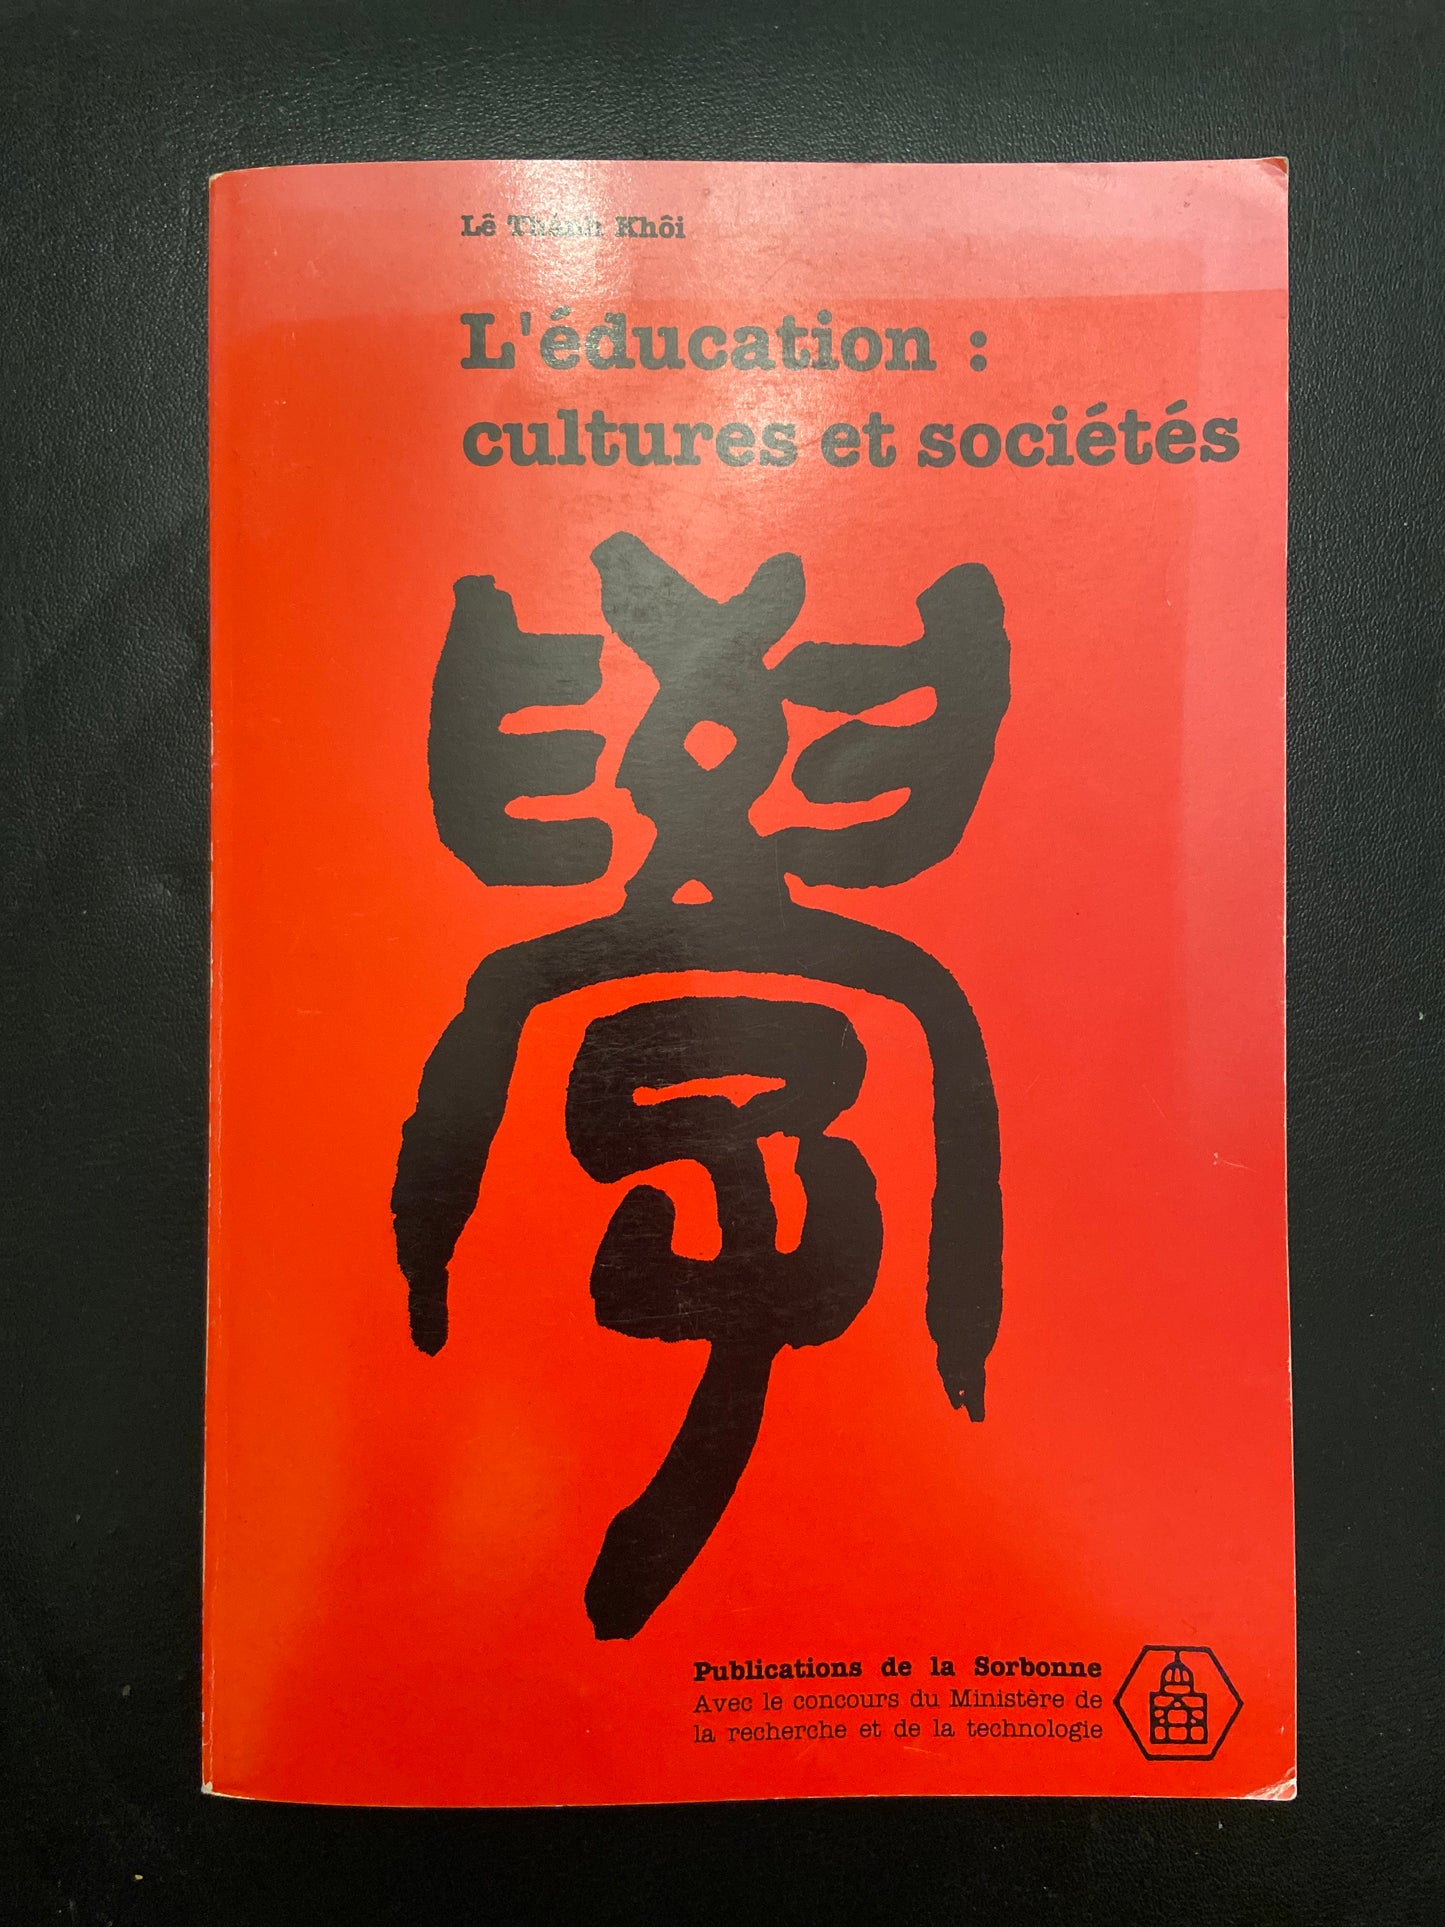 Lê Thành Khôi
L'éducation :
cultures et sociétés
學
Publications de la Sorbonne
Avec le concours du Ministère de
la recherche et de la technologie